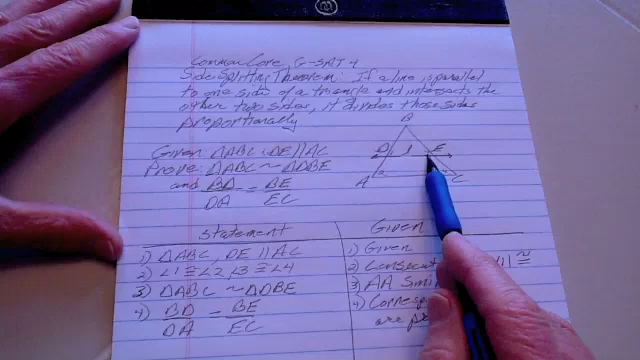 Common Core G-SRT 4
Side Splitting Theorem: If a line is parallel
to one side of a triangle and intersects the
other two sides, it divides those sides
proportionally
B
Given: △ABC, DE // AC
D E
Prove: △ABC ~ △DBE
and BD/DA = BE/EC
A C
statement Given
1) △ABC, DE // AC 1) Given
2) ∠1 ≅ ∠2, ∠3 ≅ ∠4 2) ≅
3) △ABC ~ △DBE 3) AA
4) BD/DA = BE/EC 4)
are